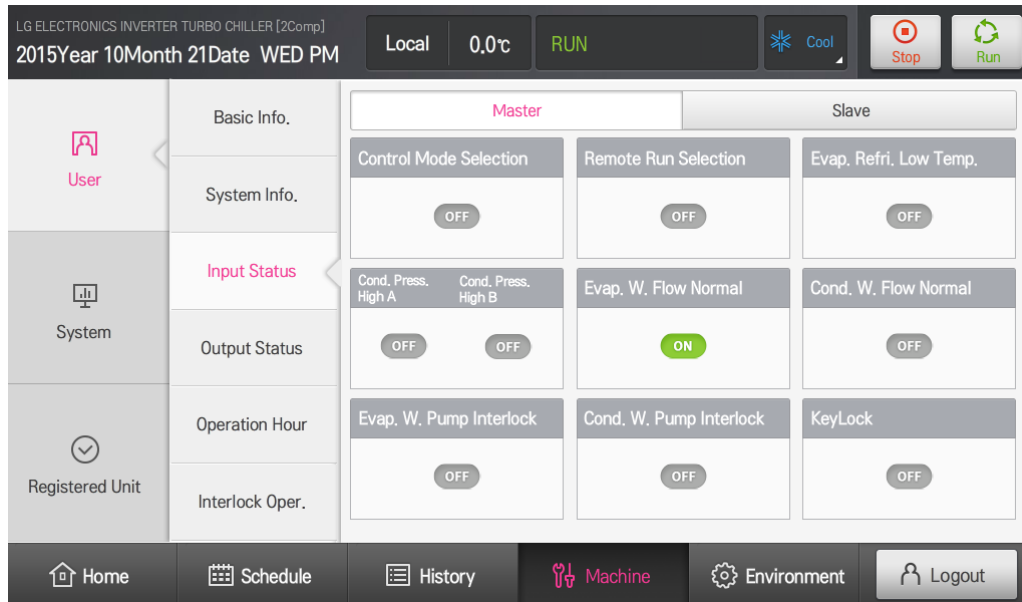 LG ELECTRONICS INVERTER TURBO CHILLER [2Comp]
2015Year 10Month 21Date WED PM
Local
0.0℃
RUN
Cool
Stop
Run
User
System
Registered Unit
Basic Info.
System Info.
Input Status
Output Status
Operation Hour
Interlock Oper.
Master
Slave
Control Mode Selection
OFF
Remote Run Selection
OFF
Evap. Refri. Low Temp.
OFF
Cond. Press.
High A
OFF
Cond. Press.
High B
OFF
Evap. W. Flow Normal
ON
Cond. W. Flow Normal
OFF
Evap. W. Pump Interlock
OFF
Cond. W. Pump Interlock
OFF
KeyLock
OFF
Home
Schedule
History
Machine
Environment
Logout